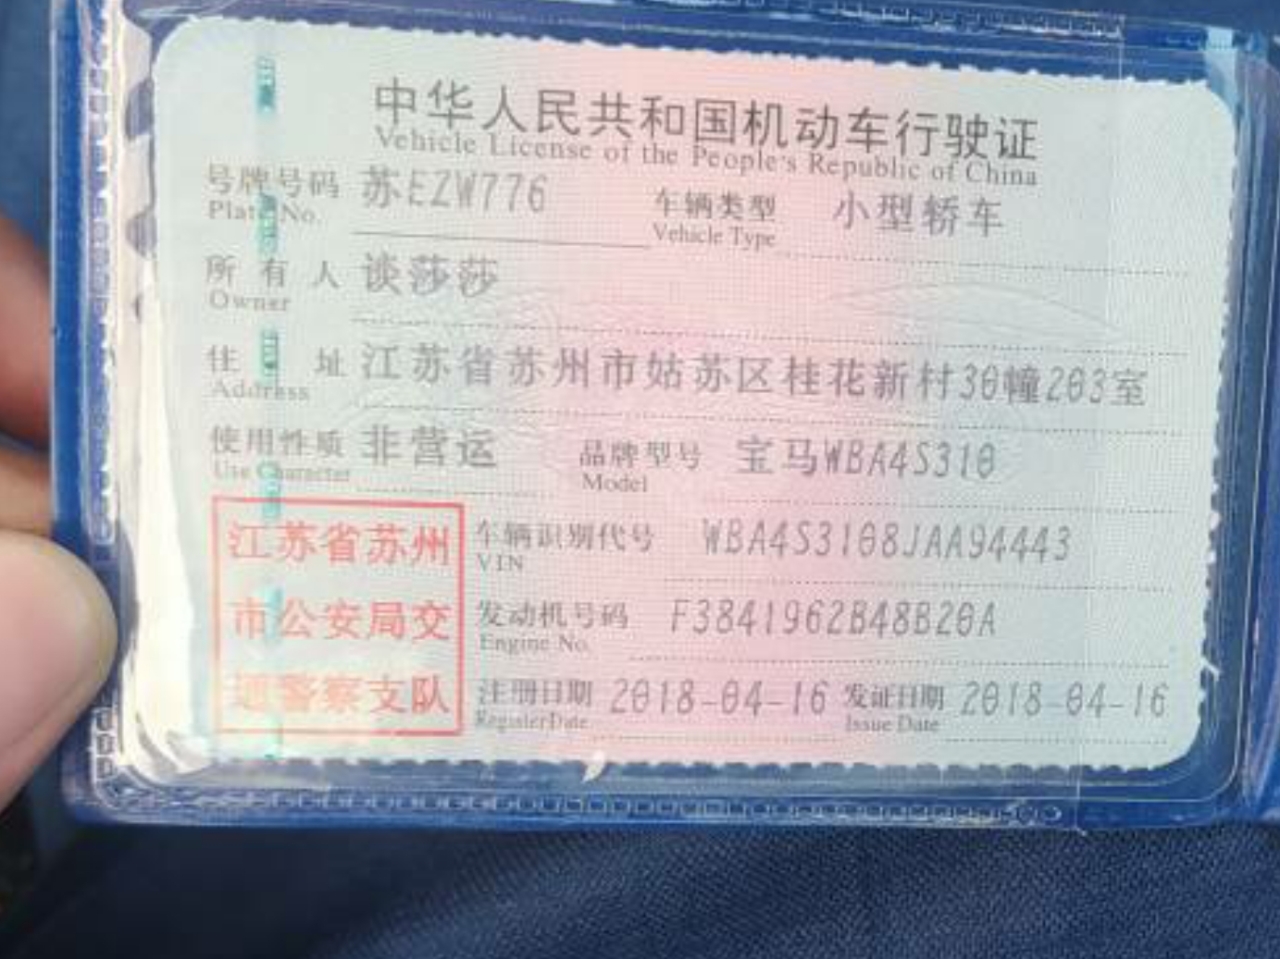 中华人民共和国机动车行驶证
Vehicle License of the People's Republic of China
号牌号码 苏EZW776 车辆类型 小型轿车
Plate No. Vehicle Type
所有人 谈莎莎
Owner
住址 江苏省苏州市姑苏区桂花新村30幢203室
Address
使用性质 非营运 品牌型号 宝马WBA4S310
Use Character Model
江苏省苏州 车辆识别代号 WBA4S3108JAA94443
VIN
市公安局交 发动机号码 F3841962B48B20A
Engine No.
通警察支队 注册日期 2018-04-16 发证日期 2018-04-16
Register Date Issue Date